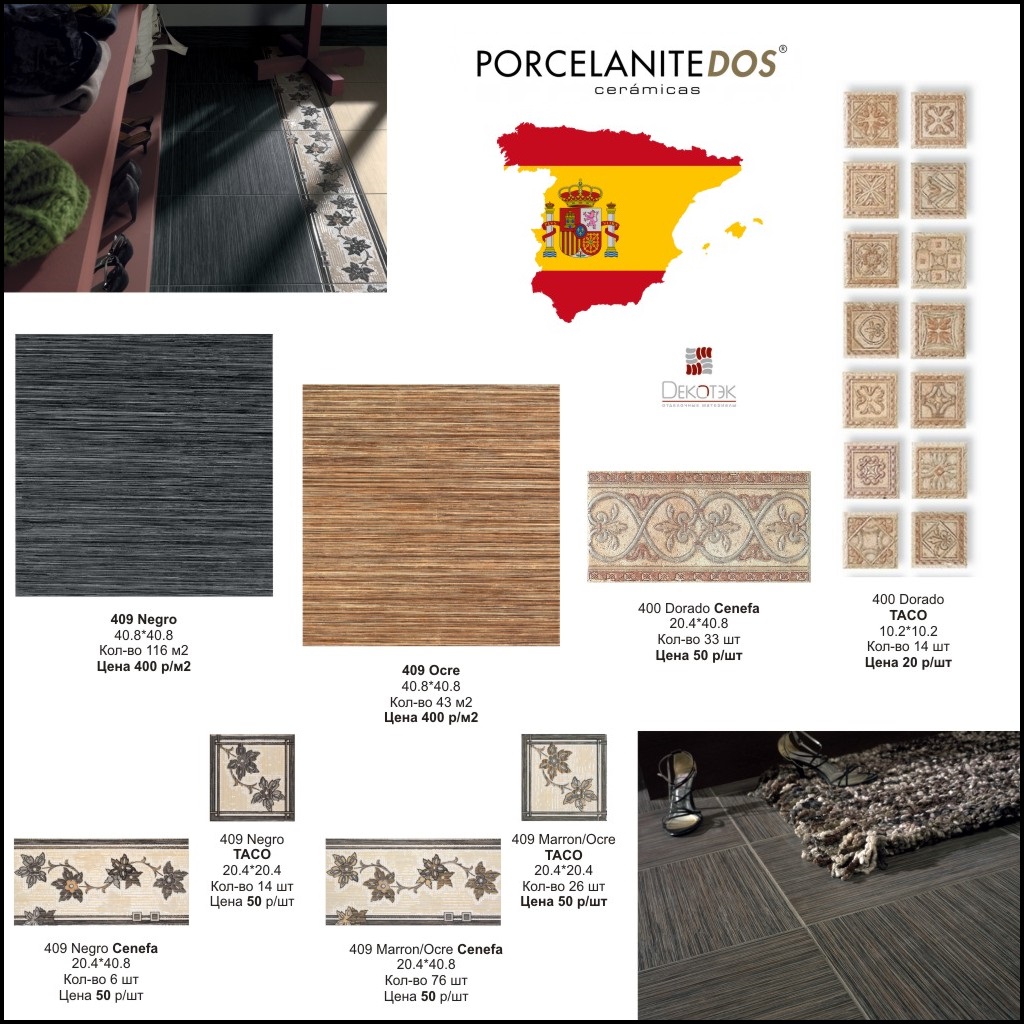 PORCELANITEDOS®
cerámicas
DEKOTЭK
отделочные материалы
409 Negro
40.8*40.8
Кол-во 116 м2
Цена 400 р/м2
409 Ocre
40.8*40.8
Кол-во 43 м2
Цена 400 р/м2
400 Dorado Cenefa
20.4*40.8
Кол-во 33 шт
Цена 50 р/шт
400 Dorado
TACO
10.2*10.2
Кол-во 14 шт
Цена 20 р/шт
409 Negro
TACO
20.4*20.4
Кол-во 14 шт
Цена 50 р/шт
409 Marron/Ocre
TACO
20.4*20.4
Кол-во 26 шт
Цена 50 р/шт
409 Negro Cenefa
20.4*40.8
Кол-во 6 шт
Цена 50 р/шт
409 Marron/Ocre Cenefa
20.4*40.8
Кол-во 76 шт
Цена 50 р/шт